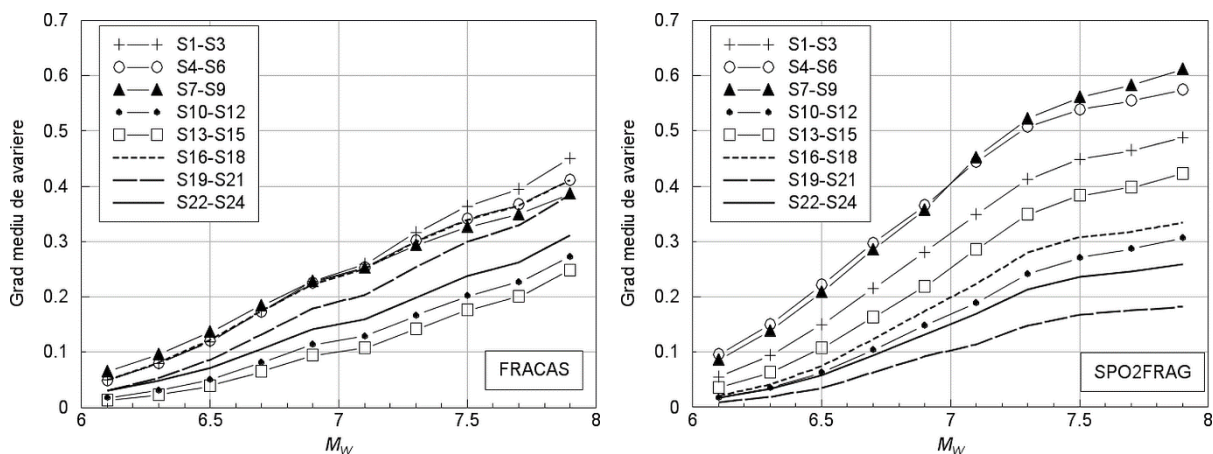 0.7
0.6
0.5
0.4
0.3
0.2
0.1
0
Grad mediu de avariere
S1-S3
S4-S6
S7-S9
S10-S12
S13-S15
S16-S18
S19-S21
S22-S24
FRACAS
6
6.5
7
7.5
8
M_W
0.7
0.6
0.5
0.4
0.3
0.2
0.1
0
Grad mediu de avariere
S1-S3
S4-S6
S7-S9
S10-S12
S13-S15
S16-S18
S19-S21
S22-S24
SPO2FRAG
6
6.5
7
7.5
8
M_W